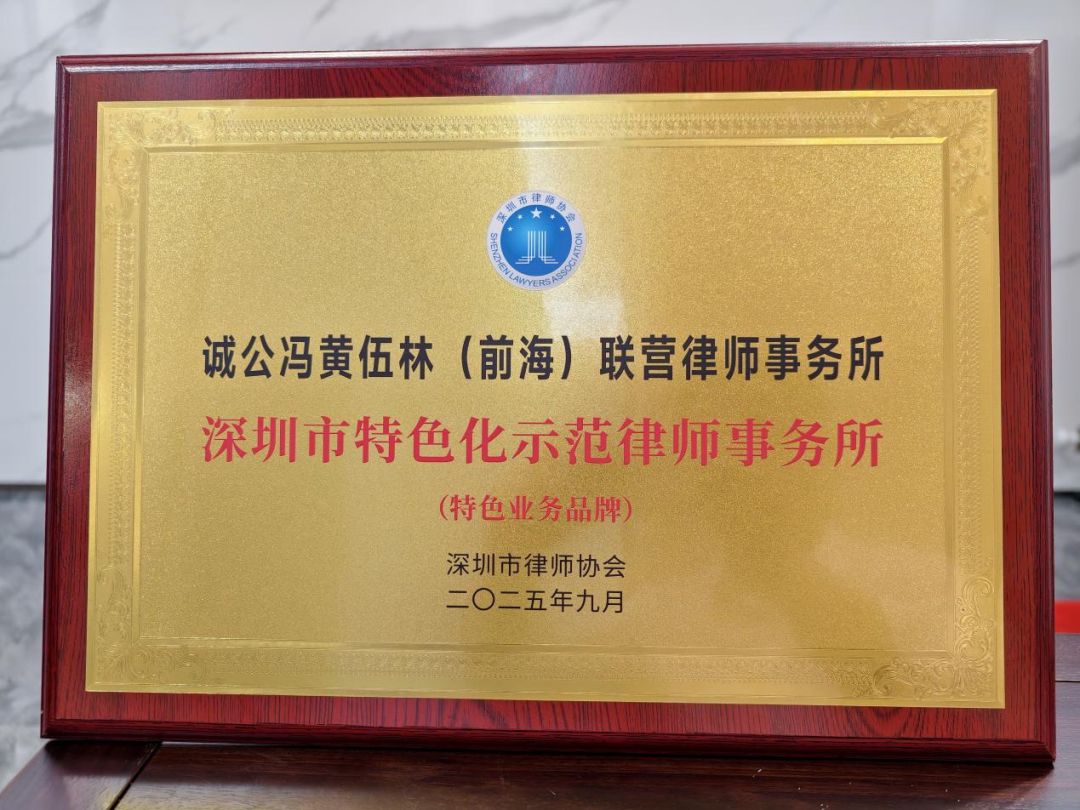 深圳市律师协会
SHENZHEN LAWYERS ASSOCIATION
诚公冯黄伍林（前海）联营律师事务所
深圳市特色化示范律师事务所
（特色业务品牌）
深圳市律师协会
二〇二五年九月